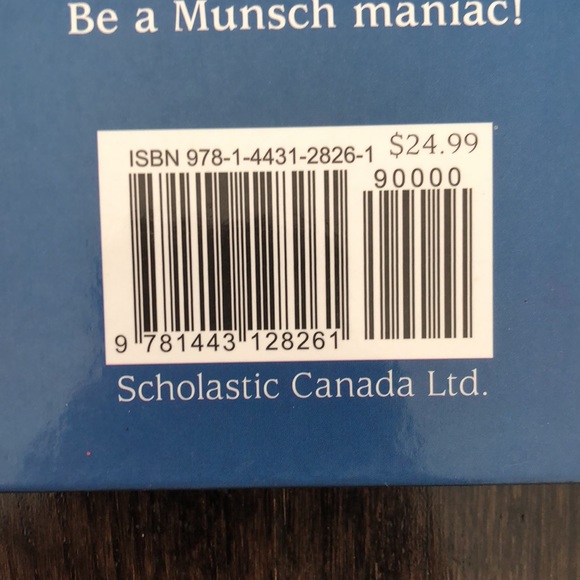 Be a Munsch maniac!
ISBN 978-1-4431-2826-1 $24.99
90000
9 781443 128261
Scholastic Canada Ltd.